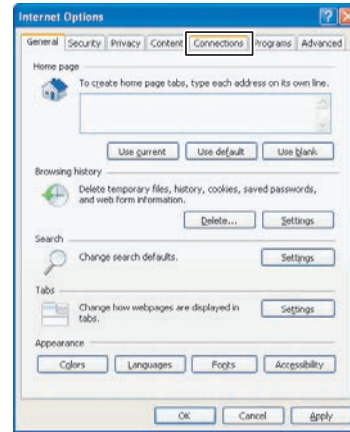 Internet Options
General Security Privacy Content Connections Programs Advanced
Home page
To create home page tabs, type each address on its own line.
Use current Use default Use blank
Browsing history
Delete temporary files, history, cookies, saved passwords,
and web form information.
Delete... Settings
Search
Change search defaults. Settings
Tabs
Change how webpages are displayed in
tabs. Settings
Appearance
Colors Languages Fonts Accessibility
OK Cancel Apply